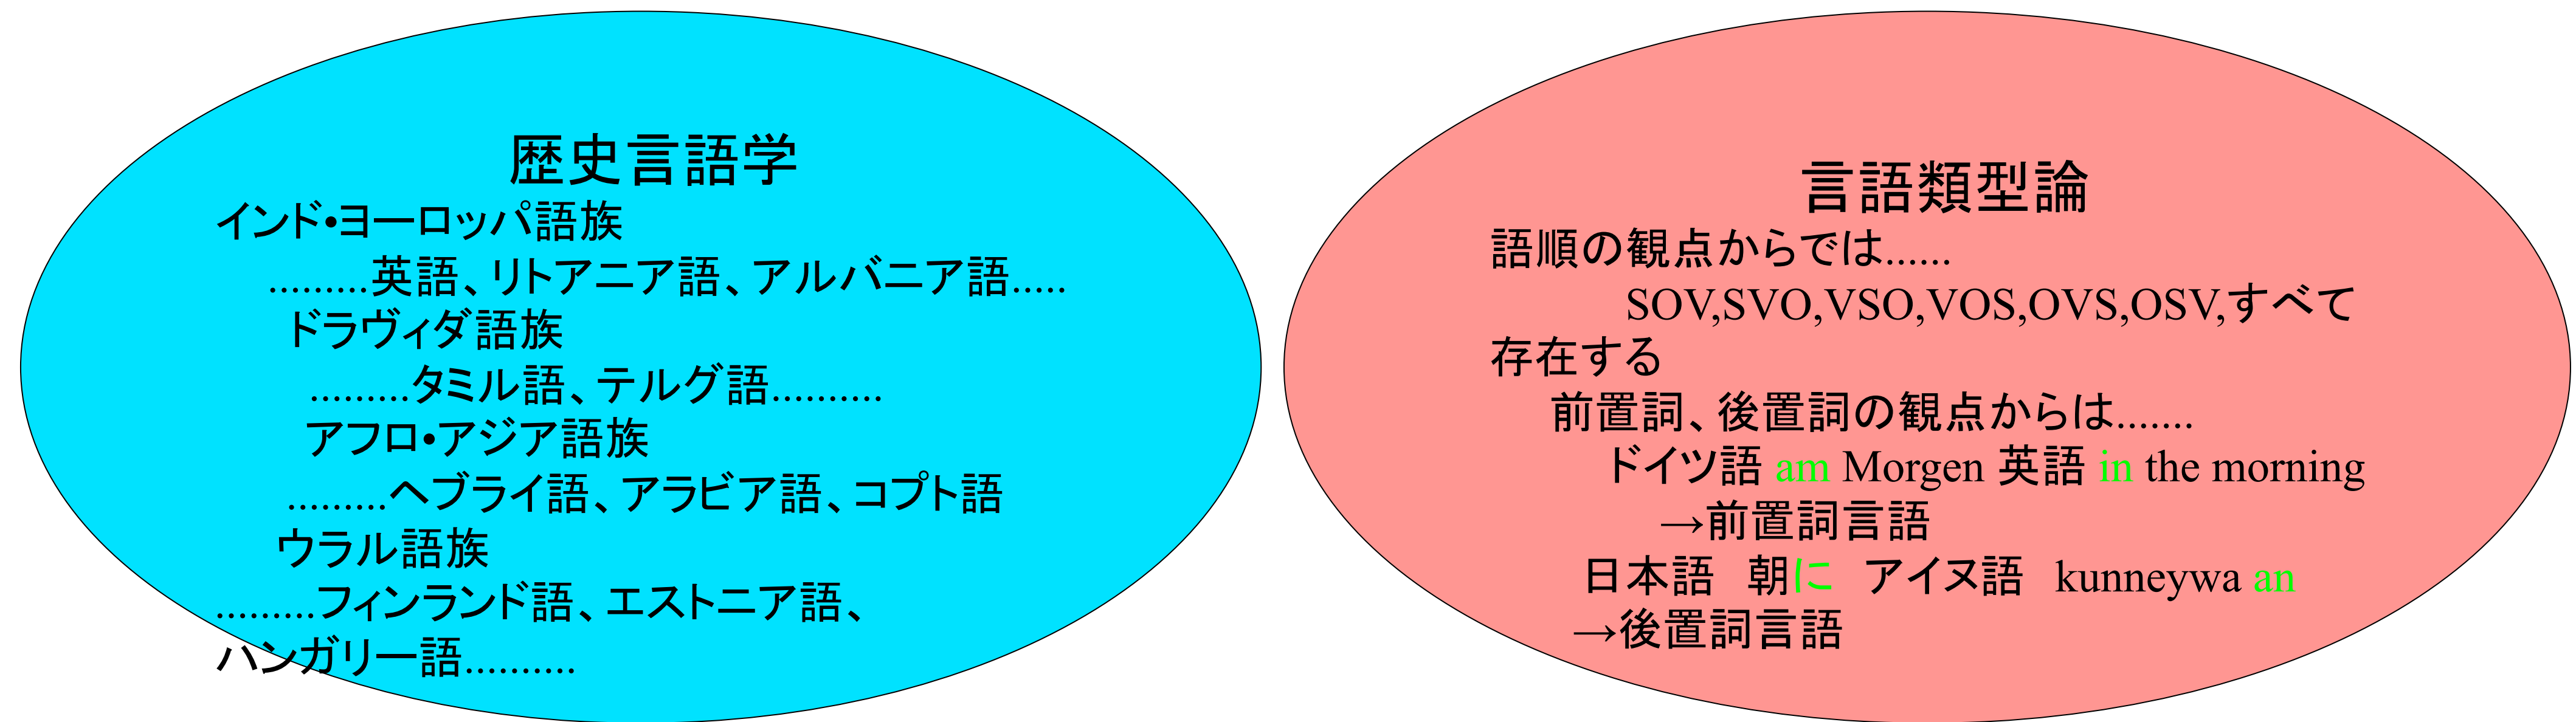 歴史言語学
インド・ヨーロッパ語族
.........英語、リトアニア語、アルバニア語.....
ドラヴィダ語族
.........タミル語、テルグ語..........
アフロ・アジア語族
.........ヘブライ語、アラビア語、コプト語
ウラル語族
.........フィンランド語、エストニア語、
ハンガリー語..........
言語類型論
語順の観点からでは......
SOV,SVO,VSO,VOS,OVS,OSV,すべて
存在する
前置詞、後置詞の観点からは.......
ドイツ語 am Morgen 英語 in the morning
→前置詞言語
日本語　朝に　アイヌ語　kunneywa an
→後置詞言語